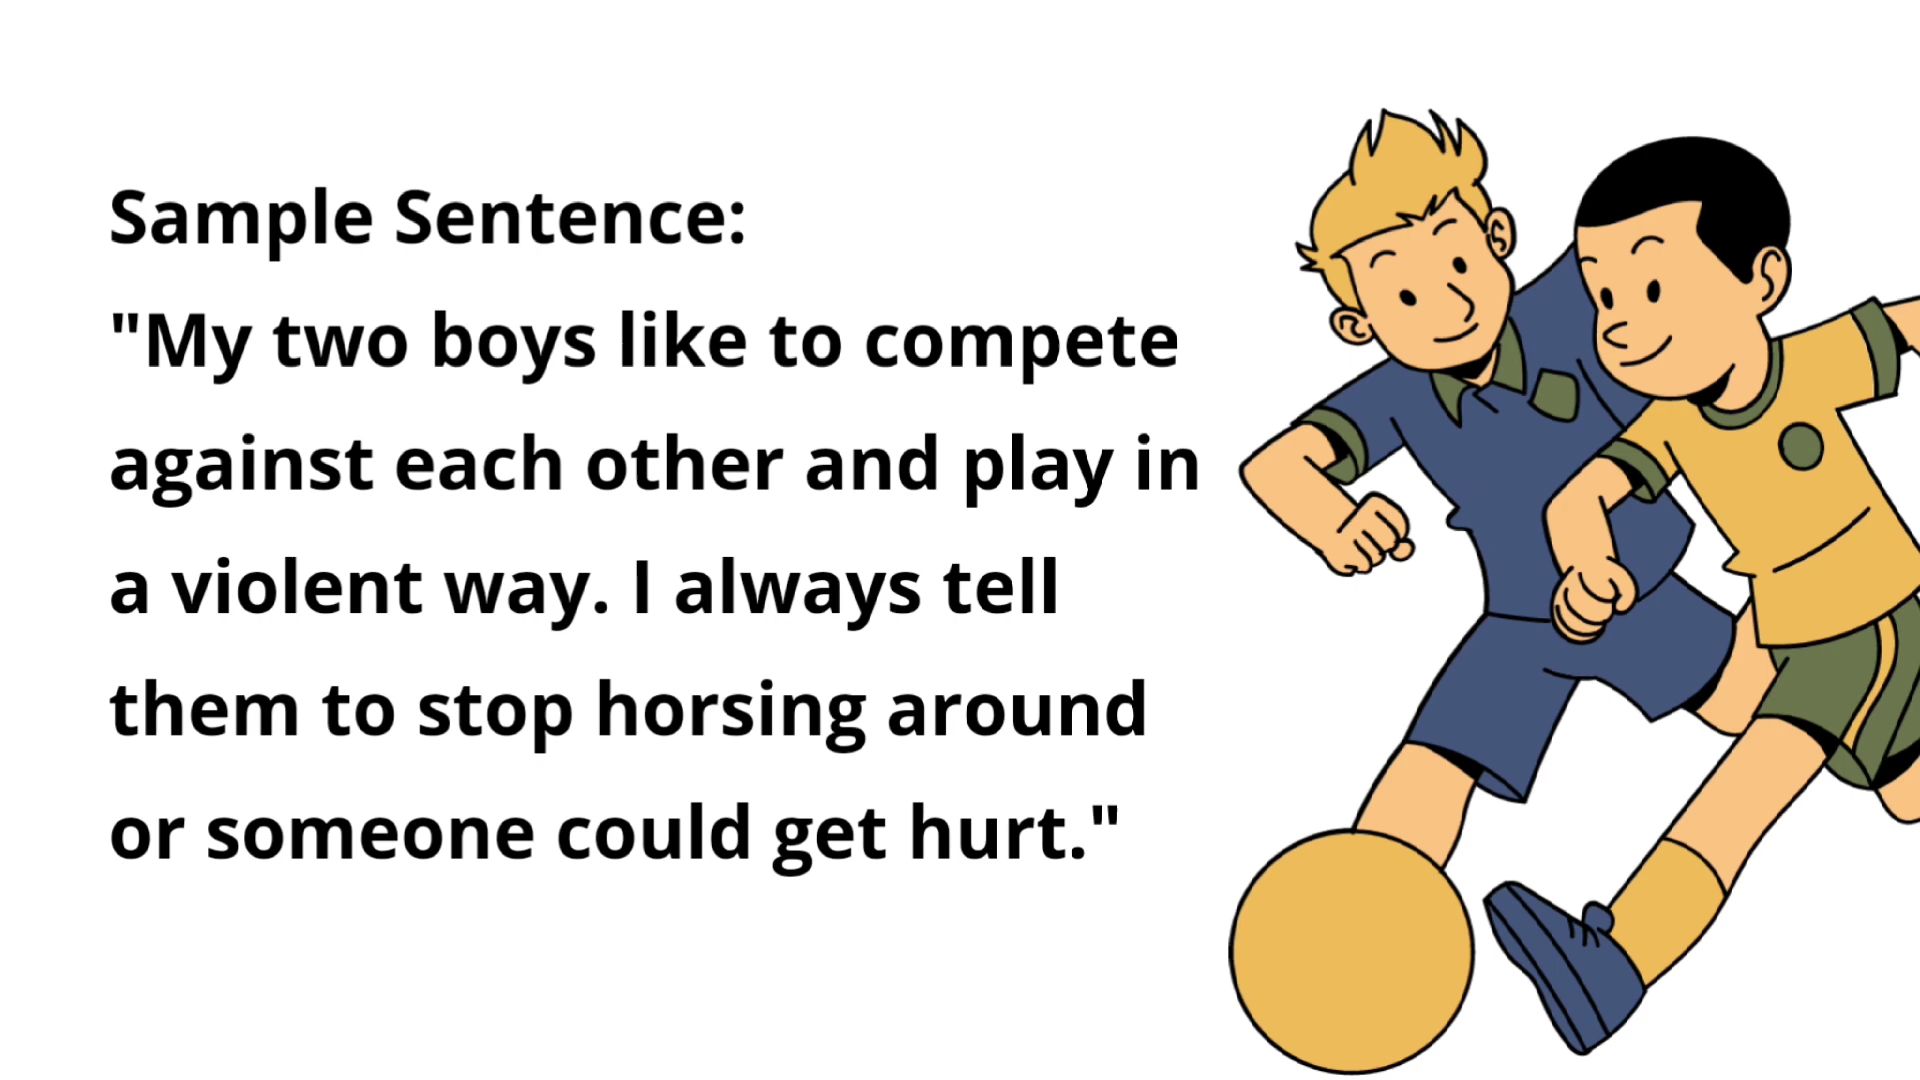 Sample Sentence:
"My two boys like to compete
against each other and play in
a violent way. I always tell
them to stop horsing around
or someone could get hurt."